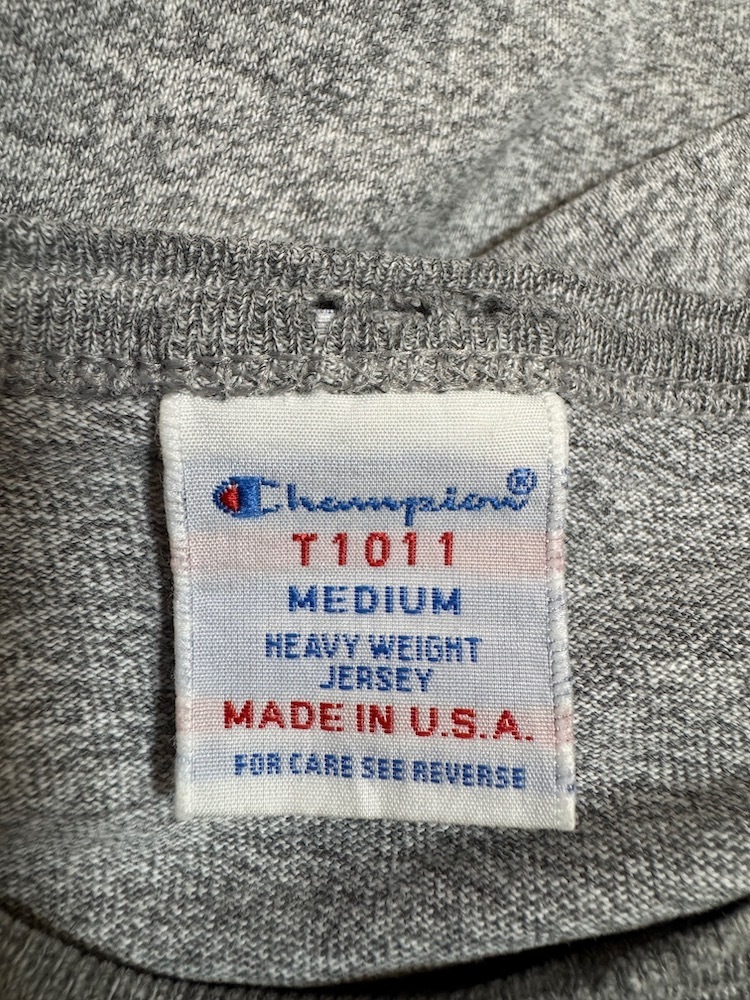 Champion®
T1011
MEDIUM
HEAVY WEIGHT
JERSEY
MADE IN U.S.A.
FOR CARE SEE REVERSE